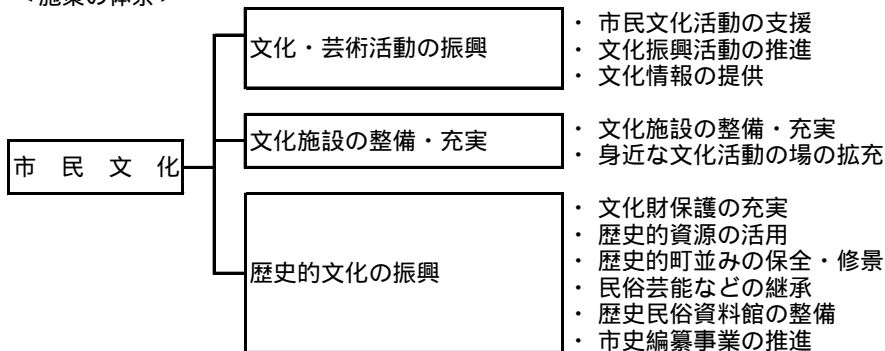 ＜施策の体系＞
文化・芸術活動の振興
・ 市民文化活動の支援
・ 文化振興活動の推進
・ 文化情報の提供
市　民　文　化
文化施設の整備・充実
・ 文化施設の整備・充実
・ 身近な文化活動の場の拡充
歴史的文化の振興
・ 文化財保護の充実
・ 歴史的資源の活用
・ 歴史的町並みの保全・修景
・ 民俗芸能などの継承
・ 歴史民俗資料館の整備
・ 市史編纂事業の推進